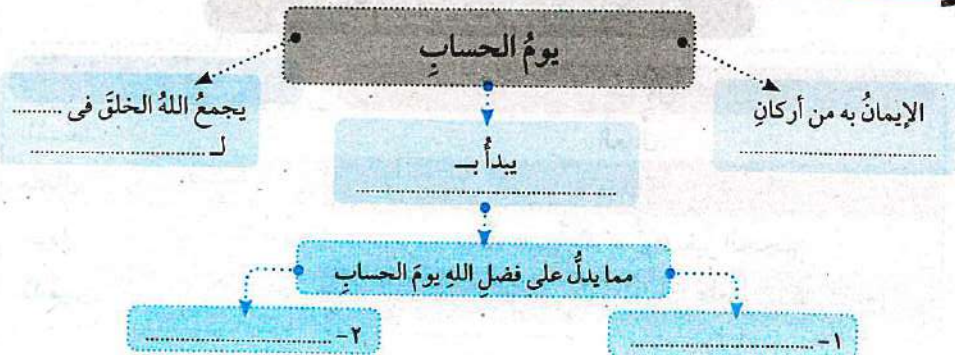 يومُ الحسابِ
الإيمانُ به من أركانِ
..............................
يبدأُ بـــ
..............................
يجمعُ اللهُ الخلقَ فى .........
لـ ..............................
مما يدلُّ على فضلِ اللهِ يومَ الحسابِ
١- ..............................
٢- ..............................